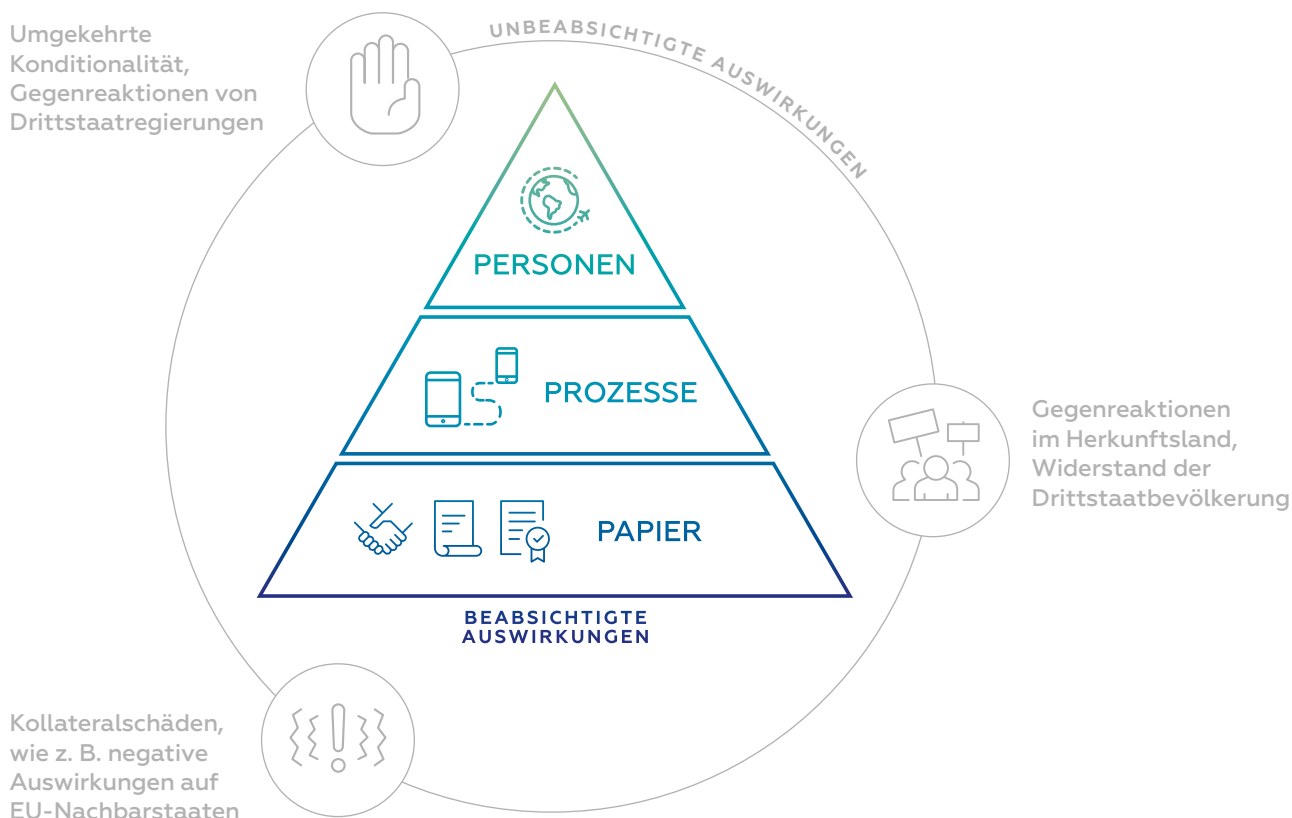 Umgekehrte
Konditionalität,
Gegenreaktionen von
Drittstaatregierungen
UNBEABSICHTIGTE AUSWIRKUNGEN
PERSONEN
PROZESSE
PAPIER
BEABSICHTIGTE
AUSWIRKUNGEN
Gegenreaktionen
im Herkunftsland,
Widerstand der
Drittstaatbevölkerung
Kollateralschäden,
wie z. B. negative
Auswirkungen auf
EU-Nachbarstaaten